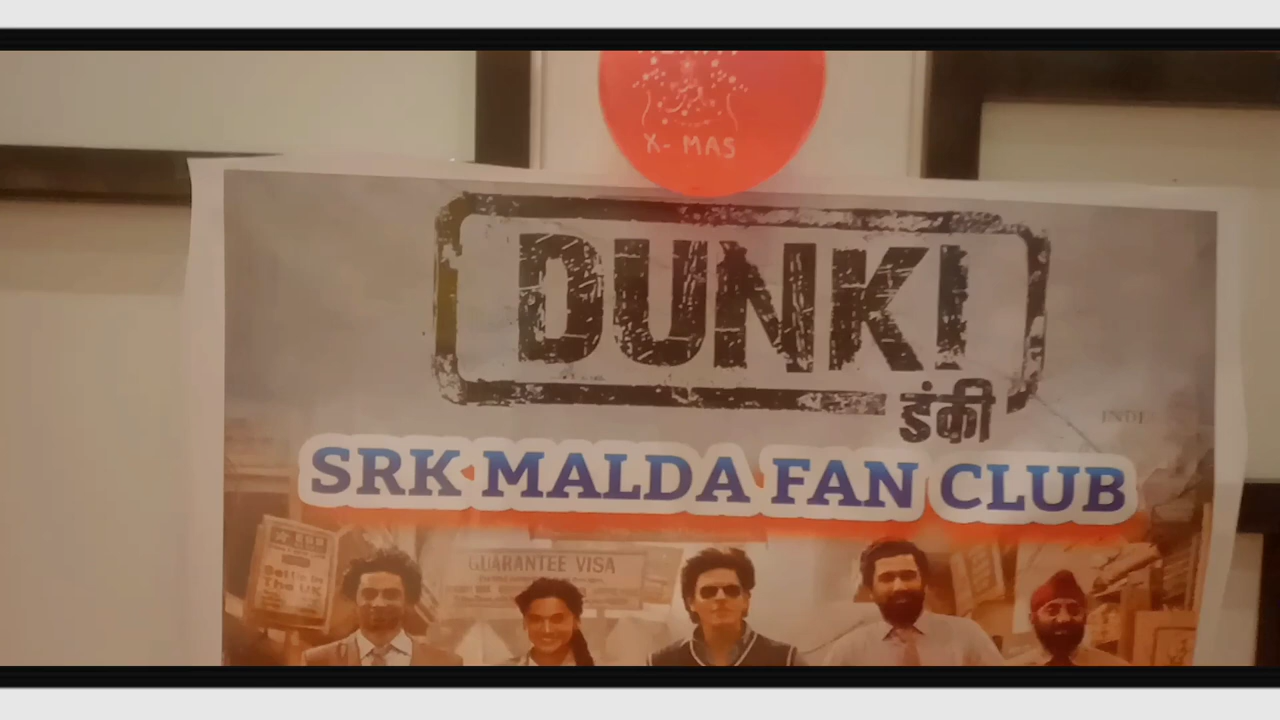 X-MAS
DUNKI
डंकी
SRK MALDA FAN CLUB
GUARANTEE VISA
Settle In
The UK